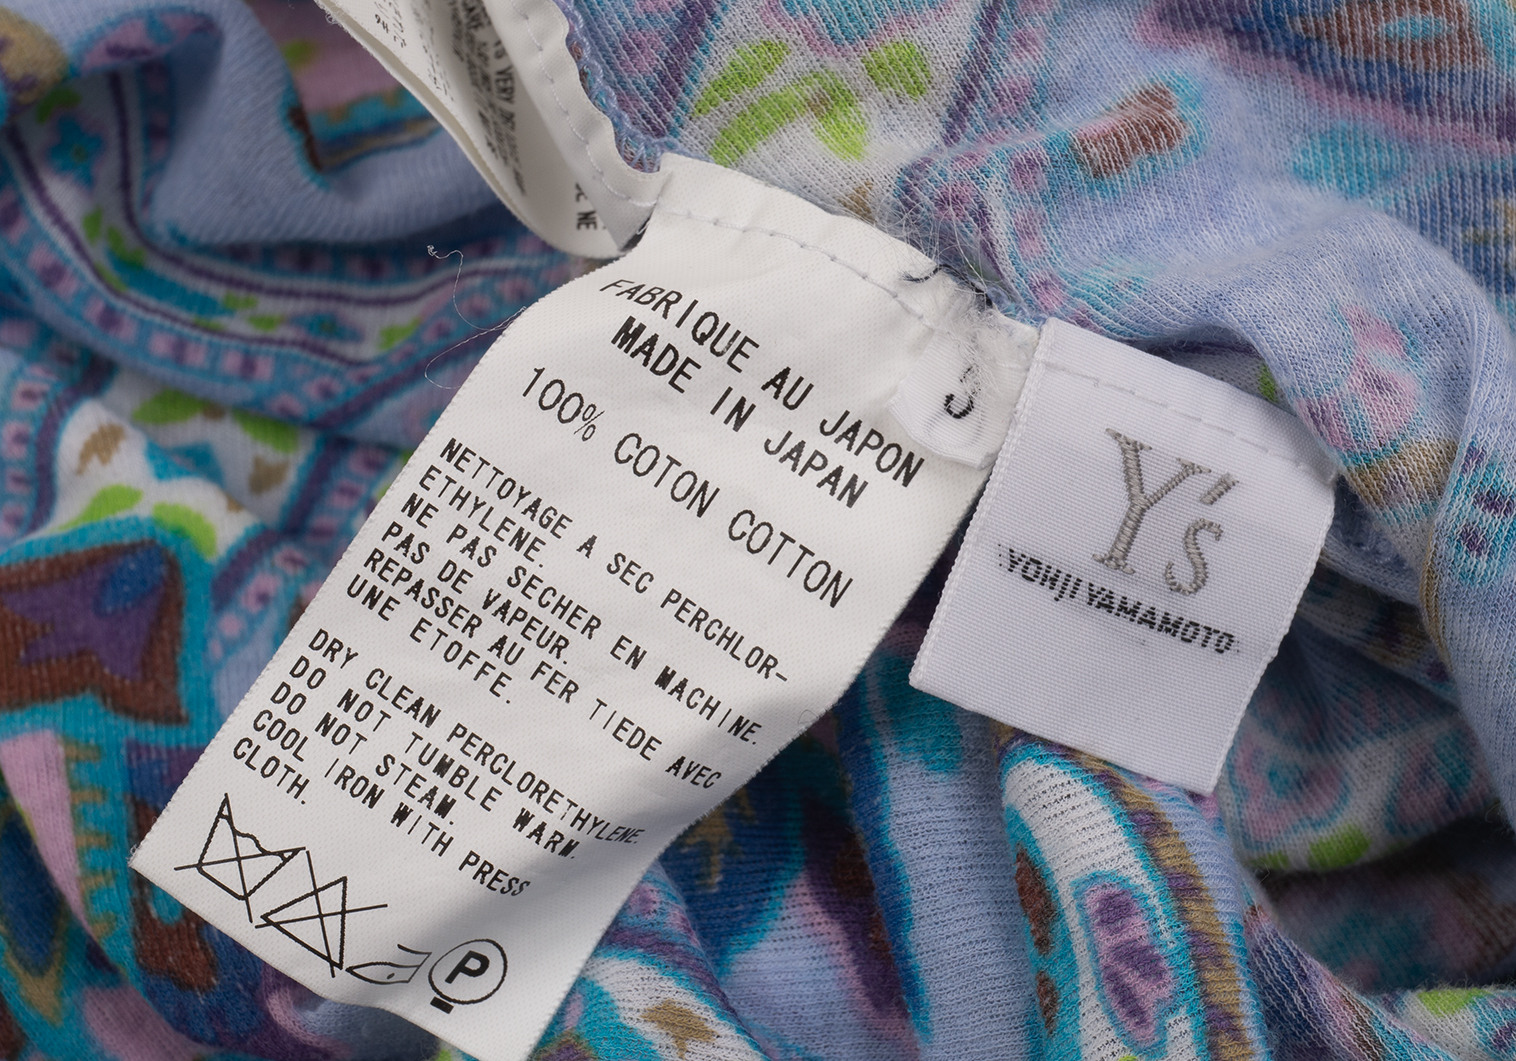 FABRIQUE AU JAPON
MADE IN JAPAN
100% COTON COTTON
NETTOYAGE A SEC PERCHLOR-
ETHYLENE.
NE PAS SECHER EN MACHINE.
PAS DE VAPEUR.
REPASSER AU FER TIEDE AVEC
UNE ETOFFE.
DRY CLEAN PERCLORETHYLENE.
DO NOT TUMBLE WARM.
DO NOT STEAM.
COOL IRON WITH PRESS
CLOTH.
P
Y's
YOHJI YAMAMOTO
VERY
NE